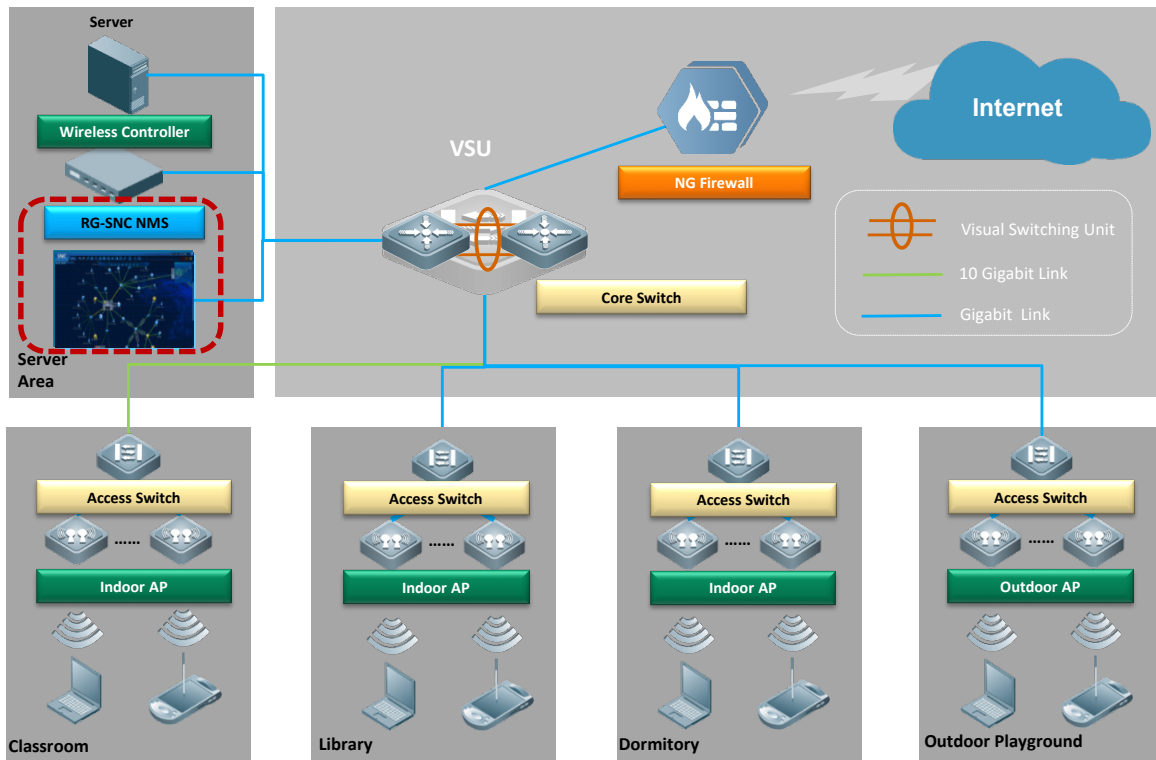 Server
Wireless Controller
RG-SNC NMS
Server
Area
VSU
NG Firewall
Internet
Core Switch
Visual Switching Unit
10 Gigabit Link
Gigabit Link
Access Switch
......
Indoor AP
Classroom
Access Switch
......
Indoor AP
Library
Access Switch
......
Indoor AP
Dormitory
Access Switch
......
Outdoor AP
Outdoor Playground